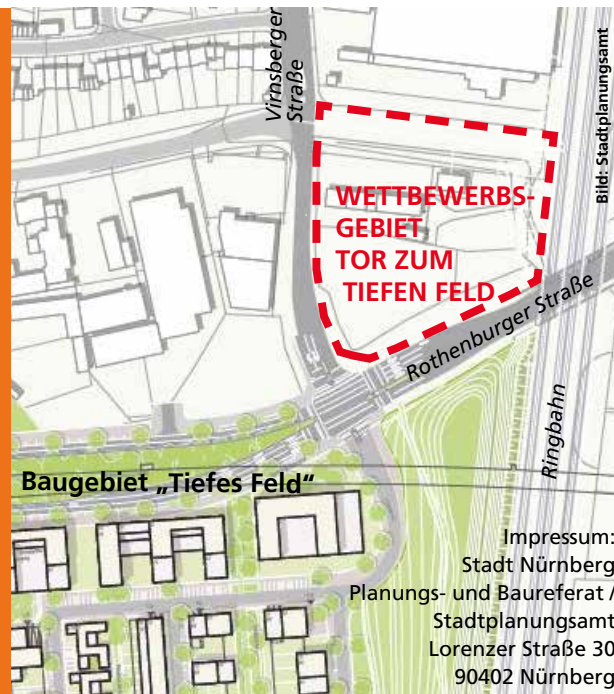 Virnsberger
Straße
Bild: Stadtplanungsamt
WETTBEWERBS-
GEBIET
TOR ZUM
TIEFEN FELD
Rothenburger Straße
Ringbahn
Baugebiet „Tiefes Feld“
Impressum:
Stadt Nürnberg
Planungs- und Baureferat /
Stadtplanungsamt
Lorenzer Straße 30
90402 Nürnberg